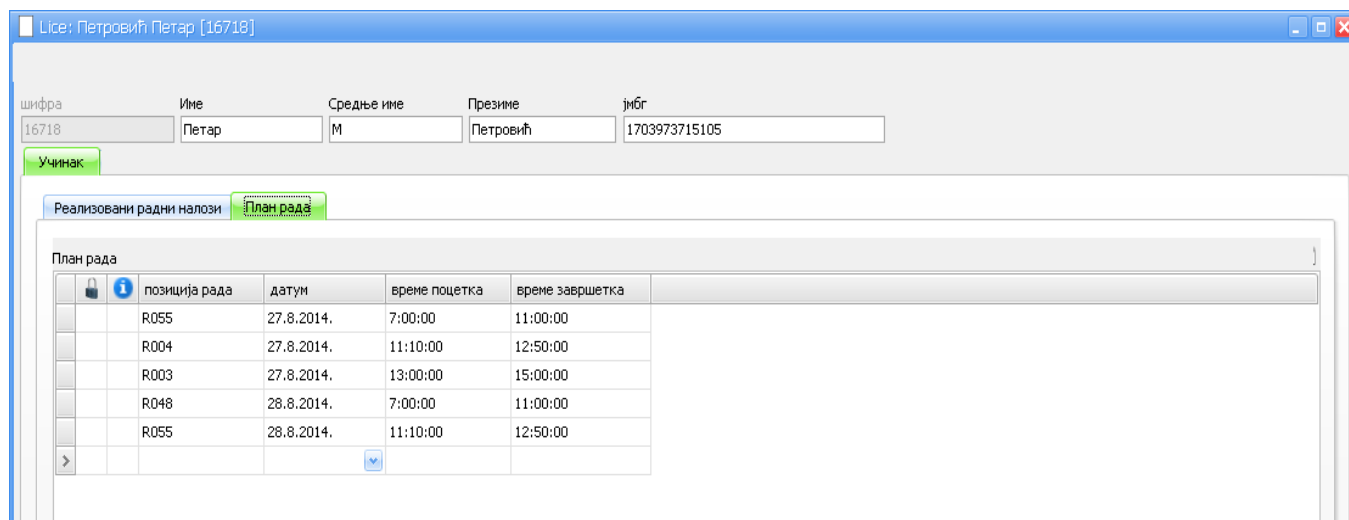 Lice: Петровић Петар [16718]
шифра Име Средње име Презиме јмбг
16718 Петар М Петровић 1703973715105
Учинак
Реализовани радни налози План рада
План рада
позиција рада датум време поцетка време завршетка
R055 27.8.2014. 7:00:00 11:00:00
R004 27.8.2014. 11:10:00 12:50:00
R003 27.8.2014. 13:00:00 15:00:00
R048 28.8.2014. 7:00:00 11:00:00
R055 28.8.2014. 11:10:00 12:50:00